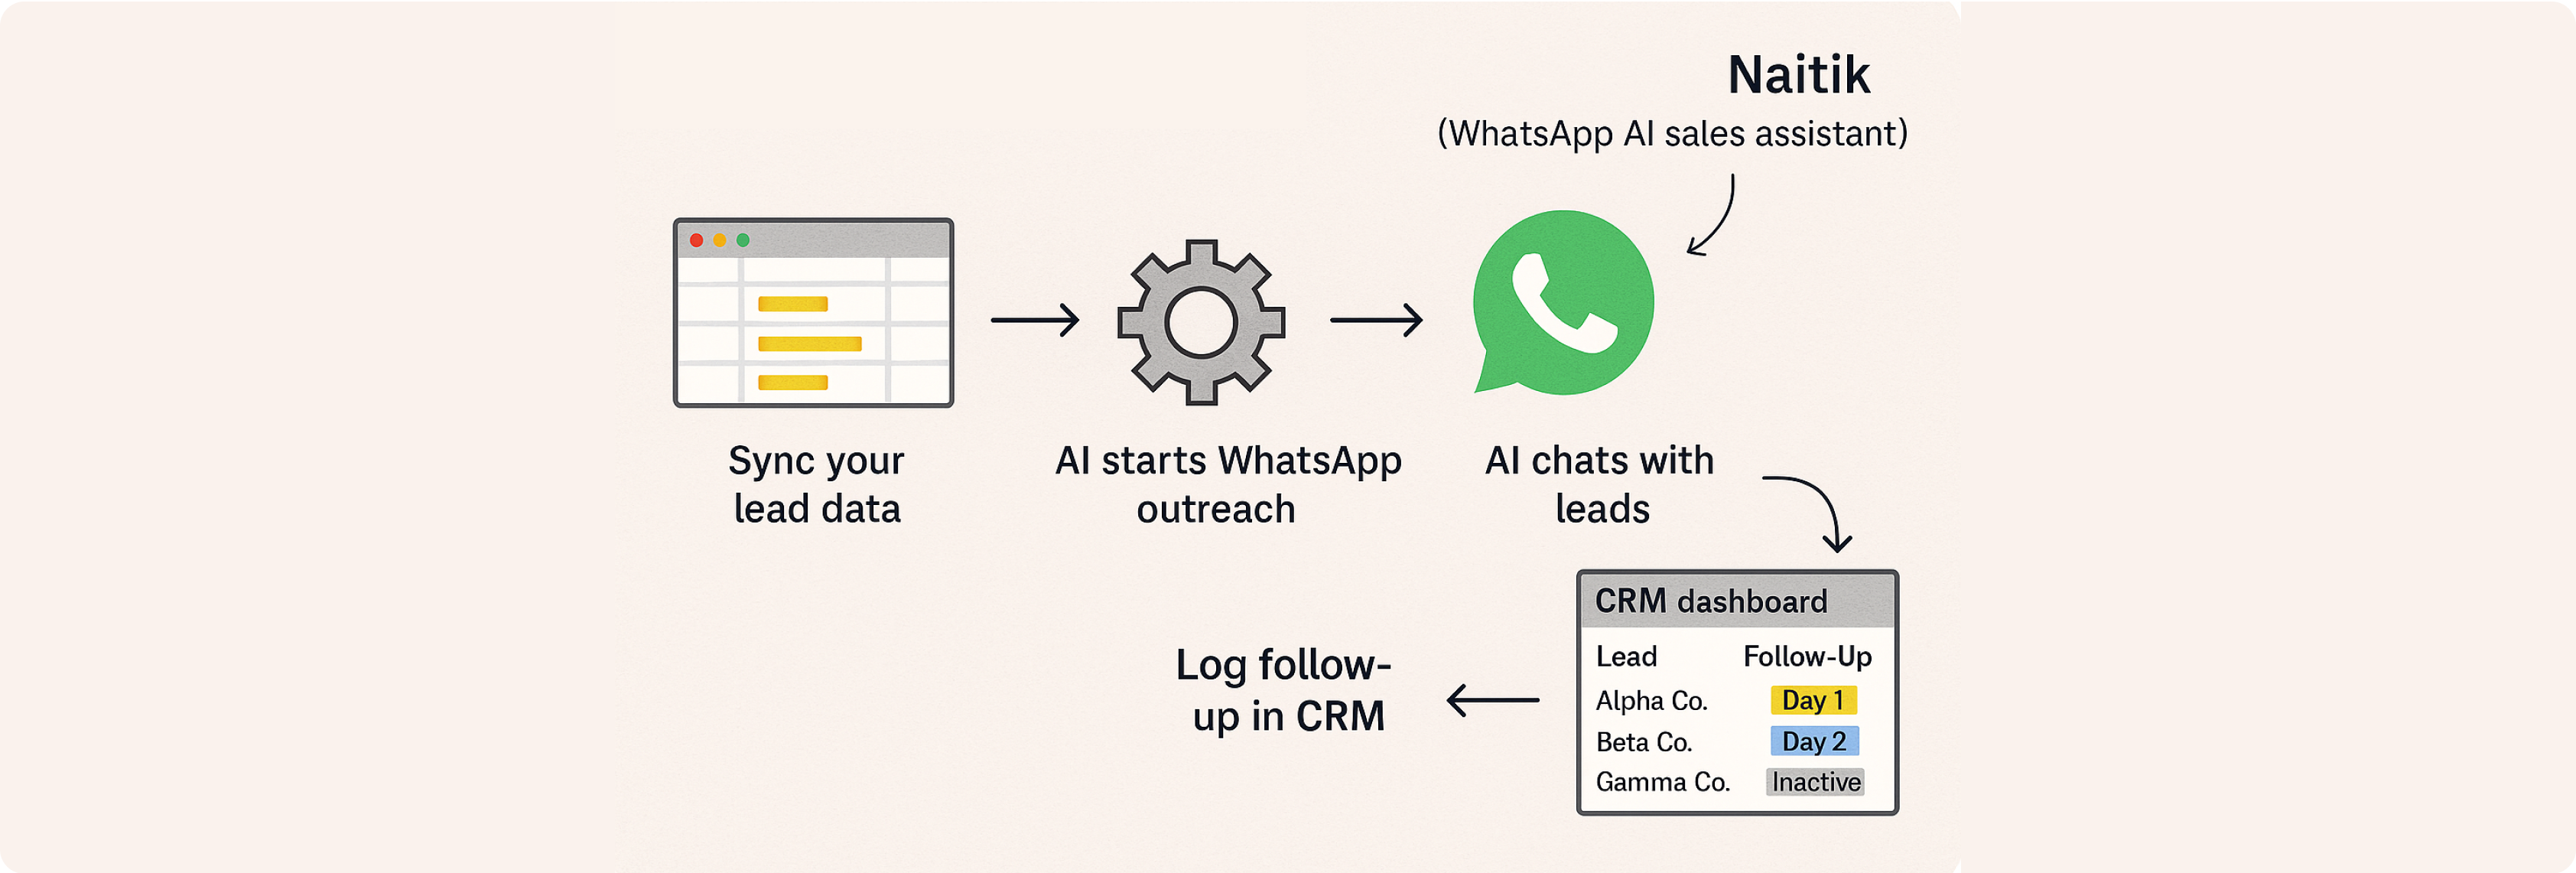 Naitik
(WhatsApp AI sales assistant)
Sync your
lead data
AI starts WhatsApp
outreach
AI chats with
leads
CRM dashboard
Lead Follow-Up
Alpha Co. Day 1
Beta Co. Day 2
Gamma Co. Inactive
Log follow-
up in CRM